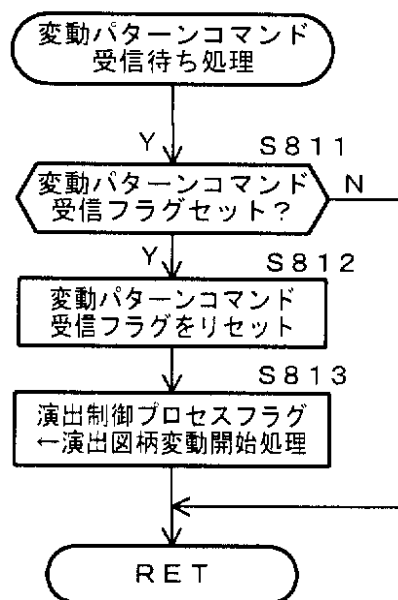 変動パターンコマンド
受信待ち処理
Y
S811
変動パターンコマンド
受信フラグセット？
N
Y
S812
変動パターンコマンド
受信フラグをリセット
S813
演出制御プロセスフラグ
←演出図柄変動開始処理
RET